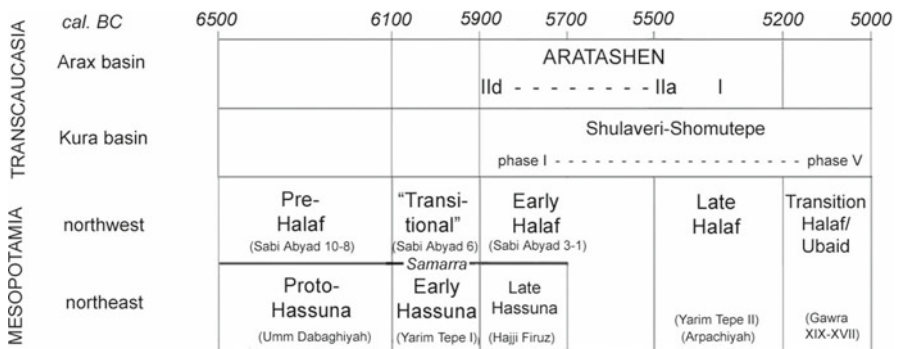 cal. BC 6500 6100 5900 5700 5500 5200 5000
TRANSCAUCASIA
Arax basin
ARATASHEN
IId - - - - - - - - IIa I
Kura basin
Shulaveri-Shomutepe
phase I - - - - - - - - - - - - - - - - phase V
MESOPOTAMIA
northwest
Pre-
Halaf
(Sabi Abyad 10-8)
"Transi-
tional"
(Sabi Abyad 6)
Early
Halaf
(Sabi Abyad 3-1)
Late
Halaf
Transition
Halaf/
Ubaid
Samarra
northeast
Proto-
Hassuna
(Umm Dabaghiyah)
Early
Hassuna
(Yarim Tepe I)
Late
Hassuna
(Hajji Firuz)
(Yarim Tepe II)
(Arpachiyah)
(Gawra
XIX-XVII)